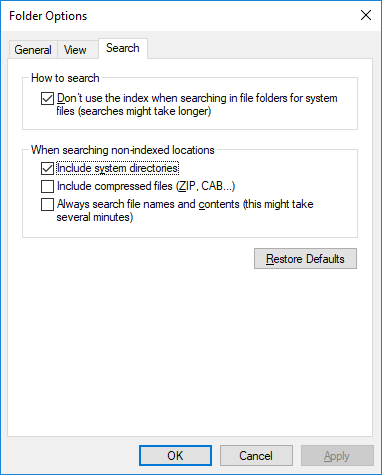 Folder Options
General View Search
How to search
Don't use the index when searching in file folders for system
files (searches might take longer)
When searching non-indexed locations
Include system directories
Include compressed files (ZIP, CAB...)
Always search file names and contents (this might take
several minutes)
Restore Defaults
OK Cancel Apply